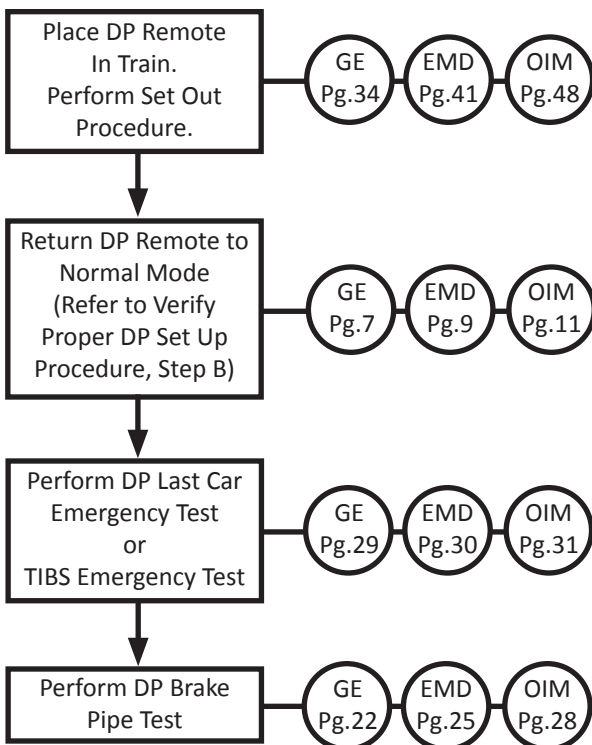 Place DP Remote
In Train.
Perform Set Out
Procedure.
GE
Pg.34
EMD
Pg.41
OIM
Pg.48
Return DP Remote to
Normal Mode
(Refer to Verify
Proper DP Set Up
Procedure, Step B)
GE
Pg.7
EMD
Pg.9
OIM
Pg.11
Perform DP Last Car
Emergency Test
or
TIBS Emergency Test
GE
Pg.29
EMD
Pg.30
OIM
Pg.31
Perform DP Brake
Pipe Test
GE
Pg.22
EMD
Pg.25
OIM
Pg.28